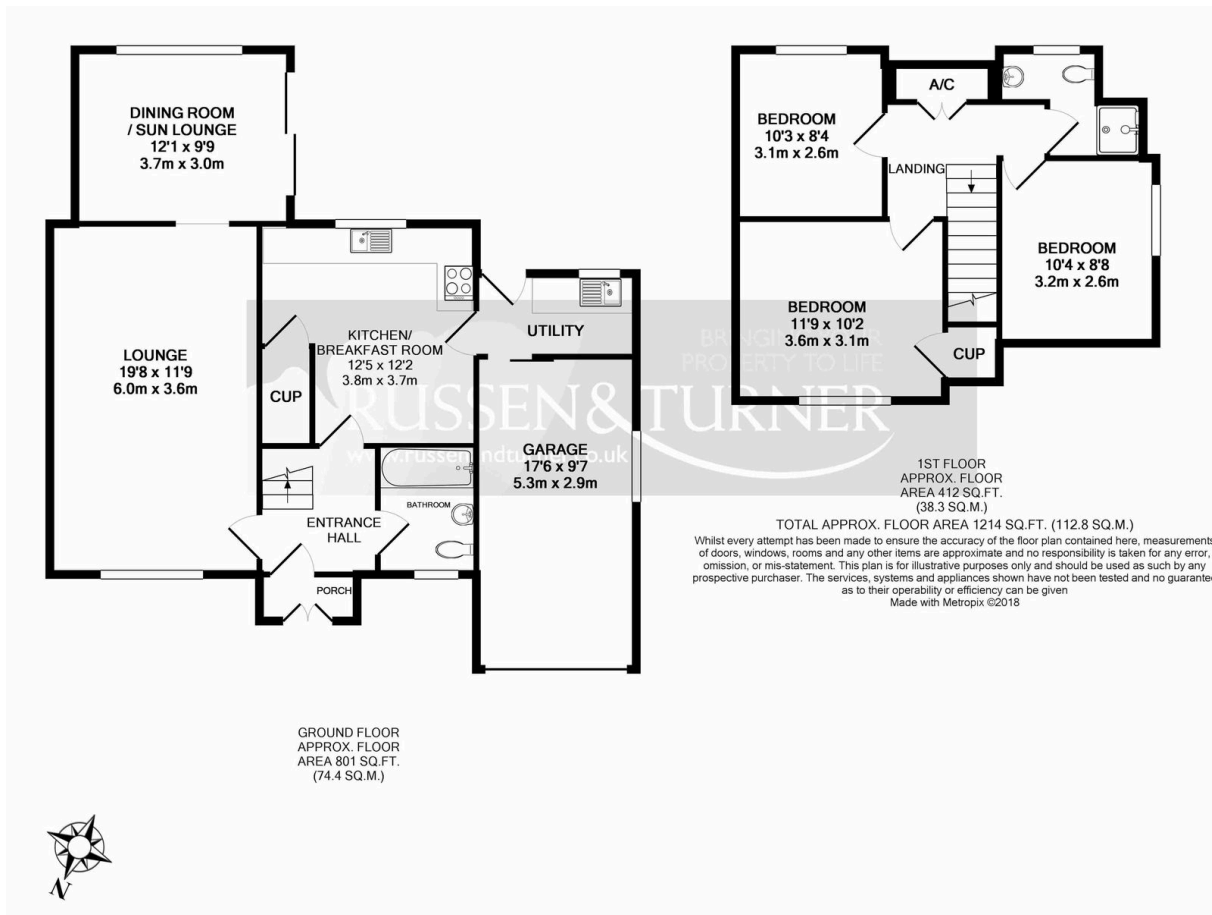 DINING ROOM
/ SUN LOUNGE
12'1 x 9'9
3.7m x 3.0m
LOUNGE
19'8 x 11'9
6.0m x 3.6m
KITCHEN/
BREAKFAST ROOM
12'5 x 12'2
3.8m x 3.7m
CUP
UTILITY
GARAGE
17'6 x 9'7
5.3m x 2.9m
BATHROOM
ENTRANCE
HALL
PORCH
GROUND FLOOR
APPROX. FLOOR
AREA 801 SQ.FT.
(74.4 SQ.M.)
N
BEDROOM
10'3 x 8'4
3.1m x 2.6m
A/C
LANDING
BEDROOM
10'4 x 8'8
3.2m x 2.6m
BEDROOM
11'9 x 10'2
3.6m x 3.1m
CUP
BRINGING YOUR
PROPERTY TO LIFE
RUSSEN & TURNER
www.russenandturner.co.uk
1ST FLOOR
APPROX. FLOOR
AREA 412 SQ.FT.
(38.3 SQ.M.)
TOTAL APPROX. FLOOR AREA 1214 SQ.FT. (112.8 SQ.M.)
Whilst every attempt has been made to ensure the accuracy of the floor plan contained here, measurements
of doors, windows, rooms and any other items are approximate and no responsibility is taken for any error,
omission, or mis-statement. This plan is for illustrative purposes only and should be used as such by any
prospective purchaser. The services, systems and appliances shown have not been tested and no guarantee
as to their operability or efficiency can be given
Made with Metropix ©2018